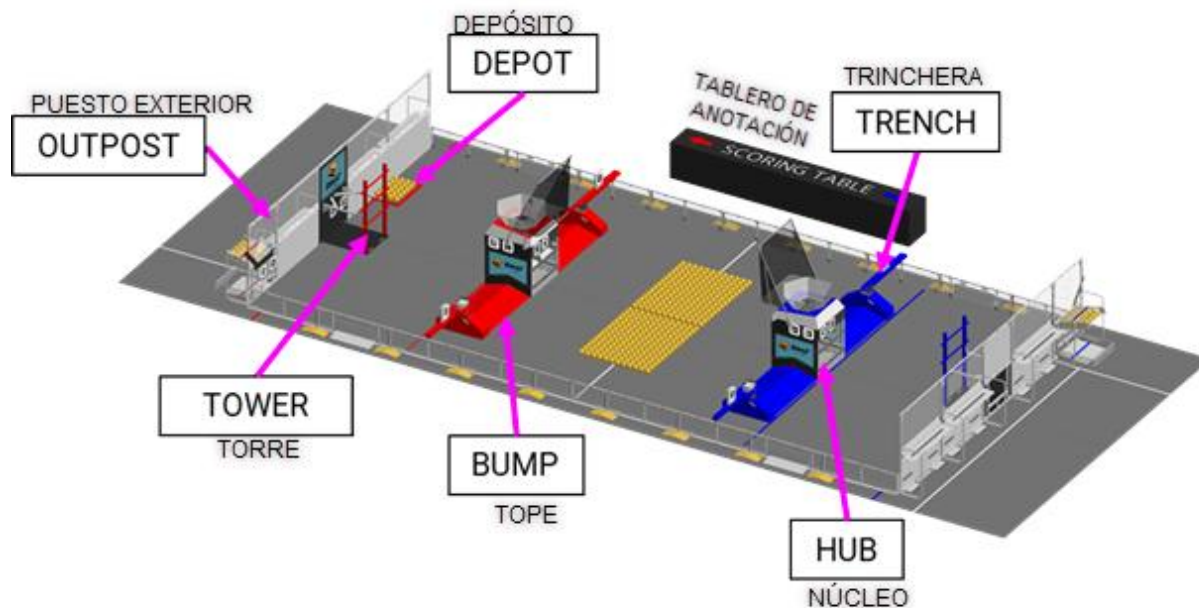 DEPÓSITO
DEPOT
PUESTO EXTERIOR
OUTPOST
TRINCHERA
TRENCH
TABLERO DE
ANOTACIÓN
SCORING TABLE
TOWER
TORRE
BUMP
TOPE
HUB
NÚCLEO